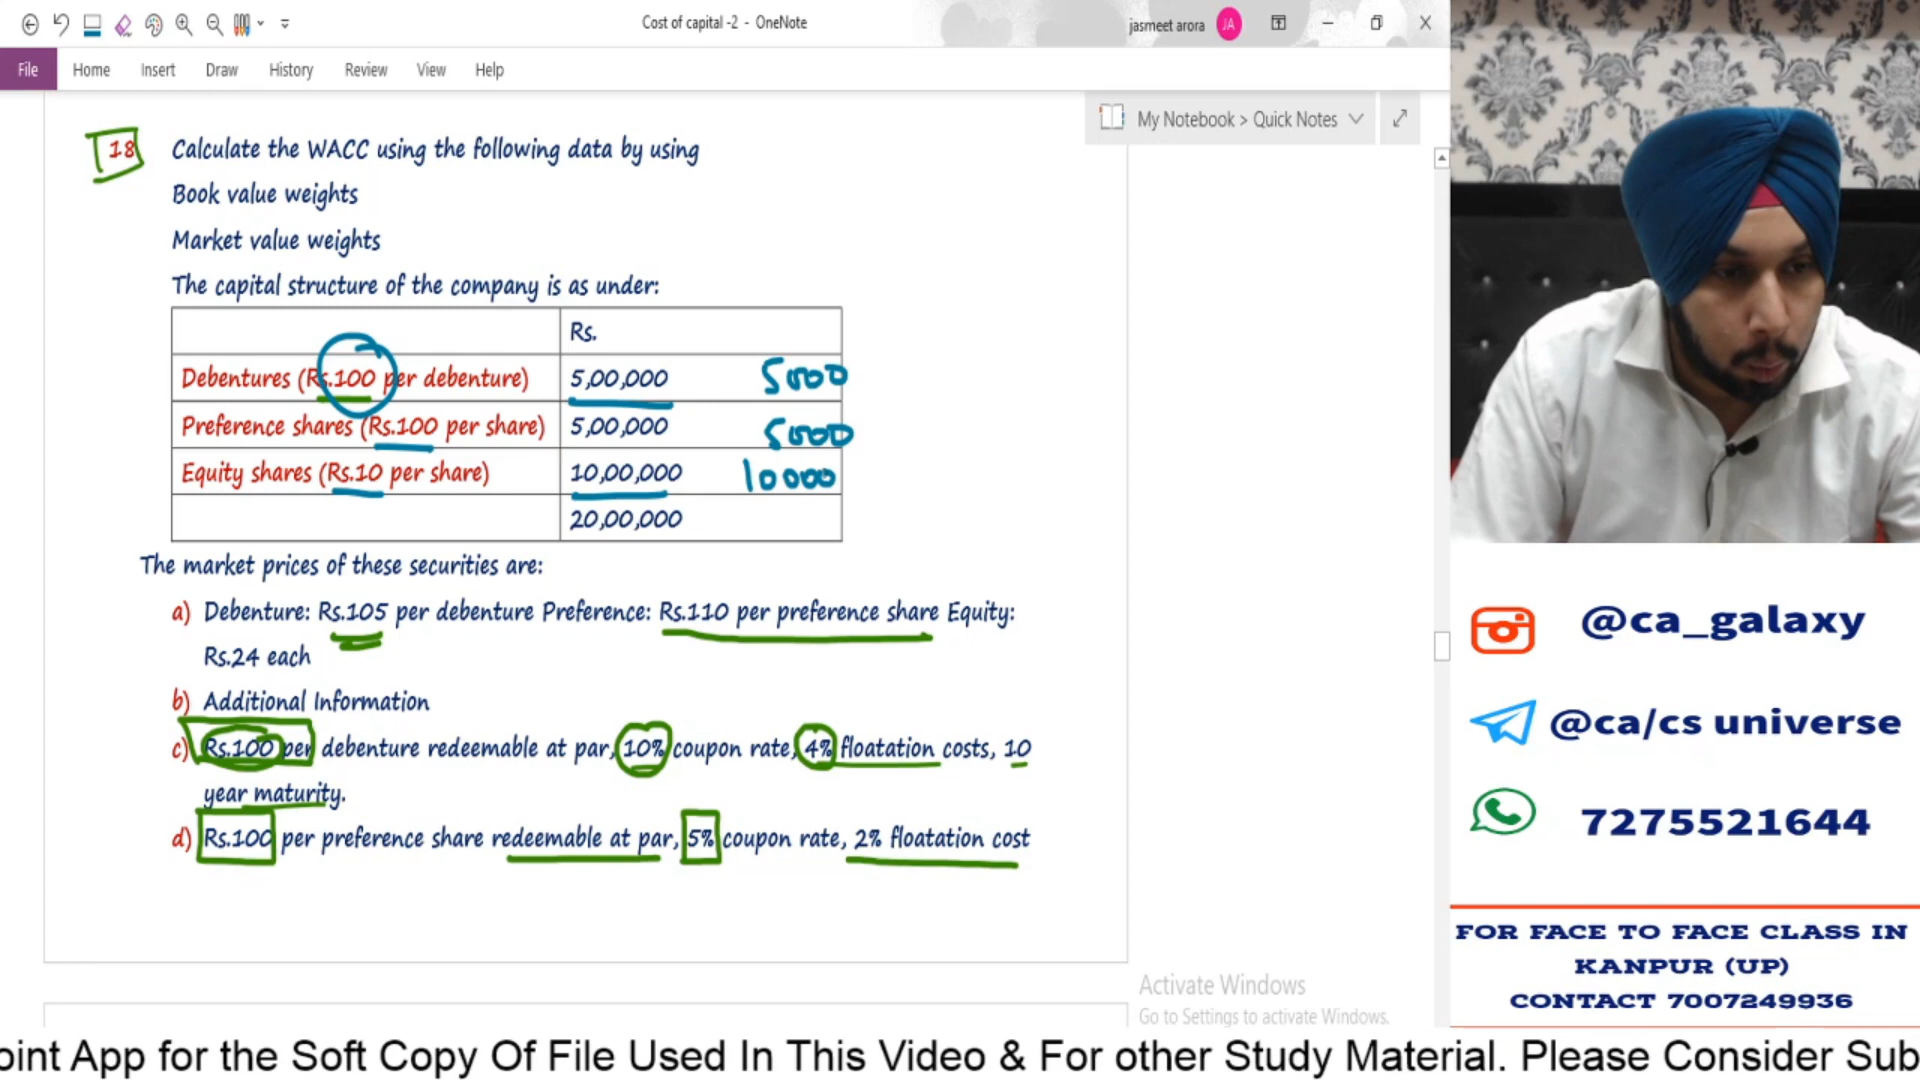 Cost of capital -2 - OneNote
jasmeet arora
JA
File
Home
Insert
Draw
History
Review
View
Help
My Notebook > Quick Notes
18
Calculate the WACC using the following data by using
Book value weights
Market value weights
The capital structure of the company is as under:
Rs.
Debentures (Rs.100 per debenture) 5,00,000 5000
Preference shares (Rs.100 per share) 5,00,000 5000
Equity shares (Rs.10 per share) 10,00,000 10000
20,00,000
The market prices of these securities are:
a) Debenture: Rs.105 per debenture Preference: Rs.110 per preference share Equity:
Rs.24 each
b) Additional Information
c) Rs.100 per debenture redeemable at par, 10% coupon rate, 4% floatation costs, 10
year maturity.
d) Rs.100 per preference share redeemable at par, 5% coupon rate, 2% floatation cost
@ca_galaxy
@ca/cs universe
7275521644
FOR FACE TO FACE CLASS IN
KANPUR (UP)
CONTACT 7007249936
Activate Windows
Go to Settings to activate Windows.
oint App for the Soft Copy Of File Used In This Video & For other Study Material. Please Consider Sub